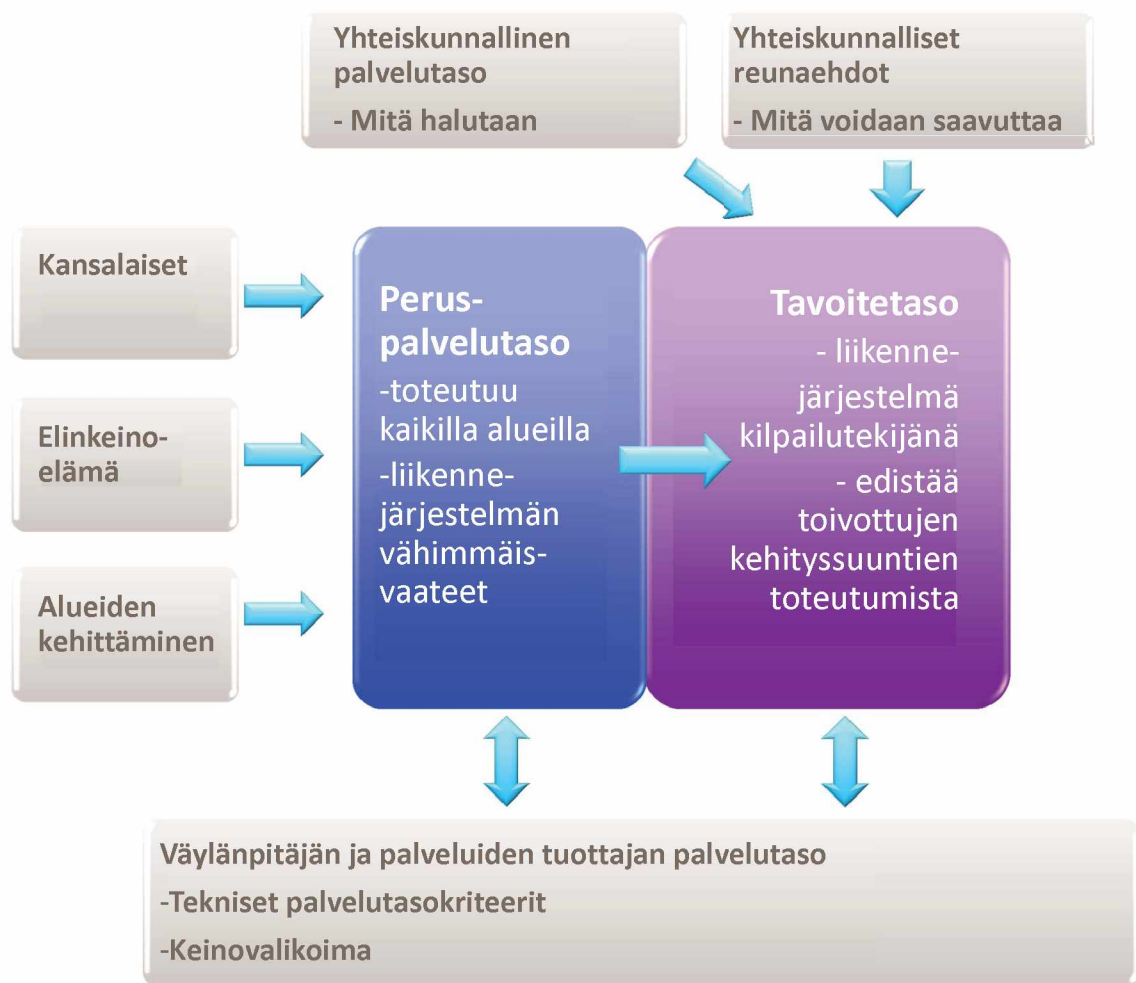 Yhteiskunnallinen
palvelutaso
- Mitä halutaan
Yhteiskunnalliset
reunaehdot
- Mitä voidaan saavuttaa
Kansalaiset
Elinkeino-
elämä
Alueiden
kehittäminen
Perus-
palvelutaso
-toteutuu
kaikilla alueilla
-liikenne-
järjestelmän
vähimmäis-
vaateet
Tavoitetaso
- liikenne-
järjestelmä
kilpailutekijänä
- edistää
toivottujen
kehityssuuntien
toteutumista
Väylänpitäjän ja palveluiden tuottajan palvelutaso
-Tekniset palvelutasokriteerit
-Keinovalikoima